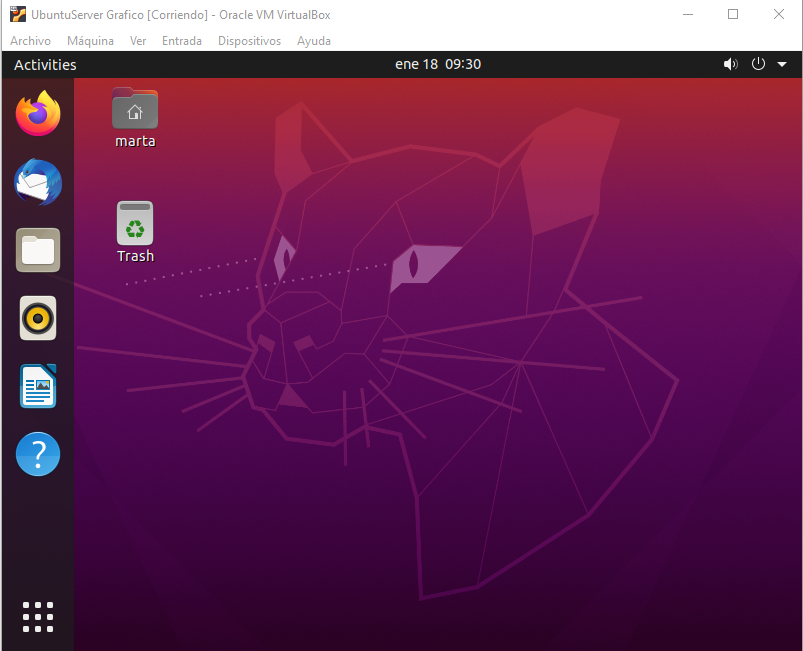 UbuntuServer Grafico [Corriendo] - Oracle VM VirtualBox
Archivo Máquina Ver Entrada Dispositivos Ayuda
Activities ene 18 09:30
marta
Trash
?